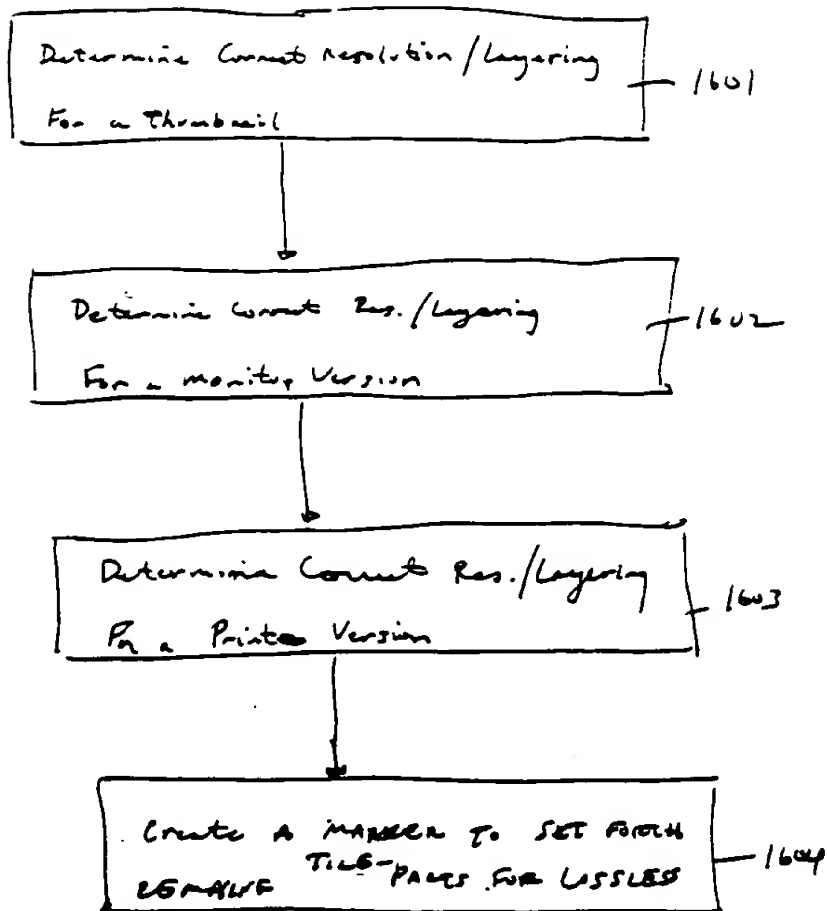 Determine Correct Resolution/Layering
For a Thumbnail
1601
Determine Correct Res./Layering
For a Monitor Version
1602
Determine Correct Res./Layering
For a Print Version
1603
Create A MARKER TO SET FORTH
TILE-PARTS FOR LOSSLESS
1604